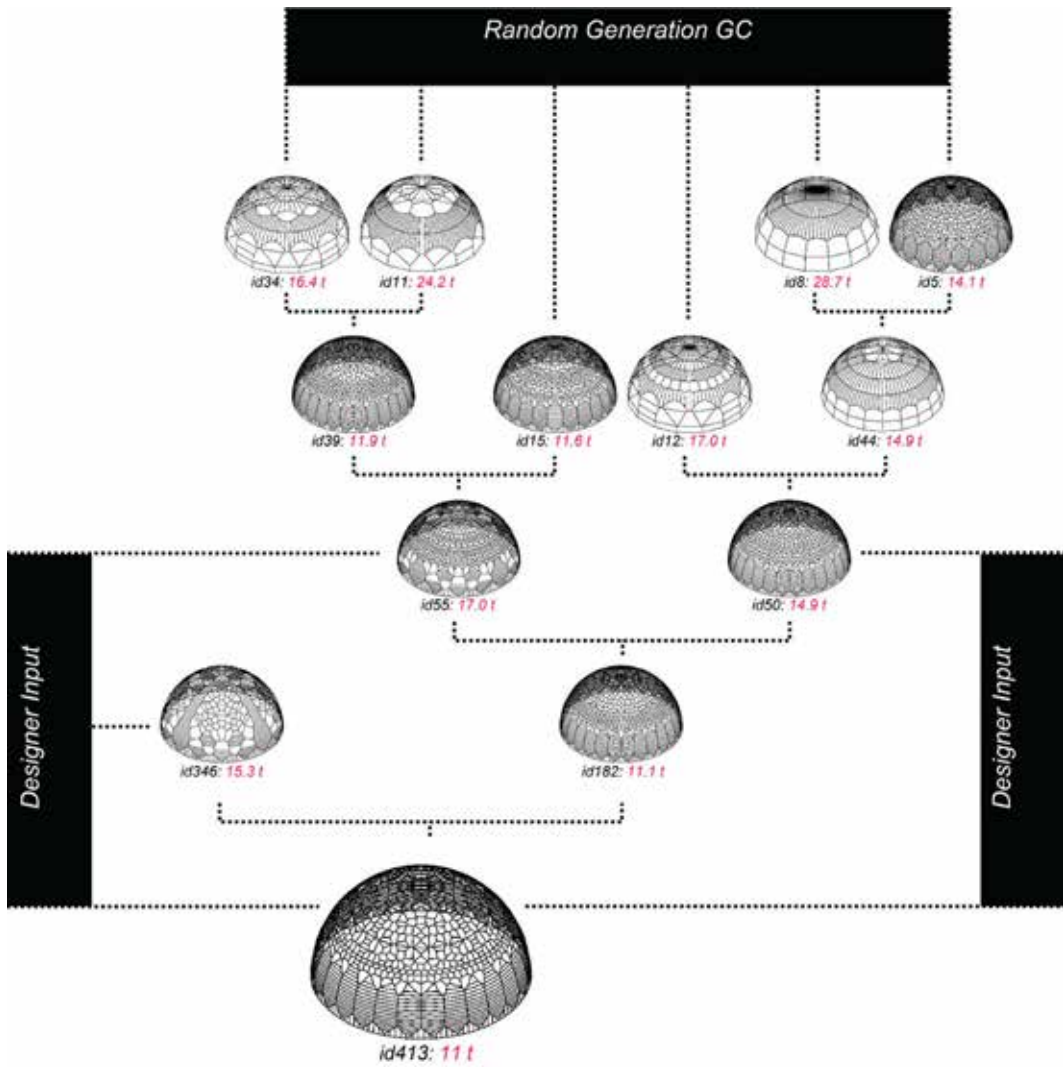 Random Generation GC
id34: 16.4 t
id11: 24.2 t
id8: 28.7 t
id5: 14.1 t
id39: 11.9 t
id15: 11.6 t
id12: 17.0 t
id44: 14.9 t
id55: 17.0 t
id50: 14.9 t
Designer Input
Designer Input
id346: 15.3 t
id182: 11.1 t
id413: 11 t